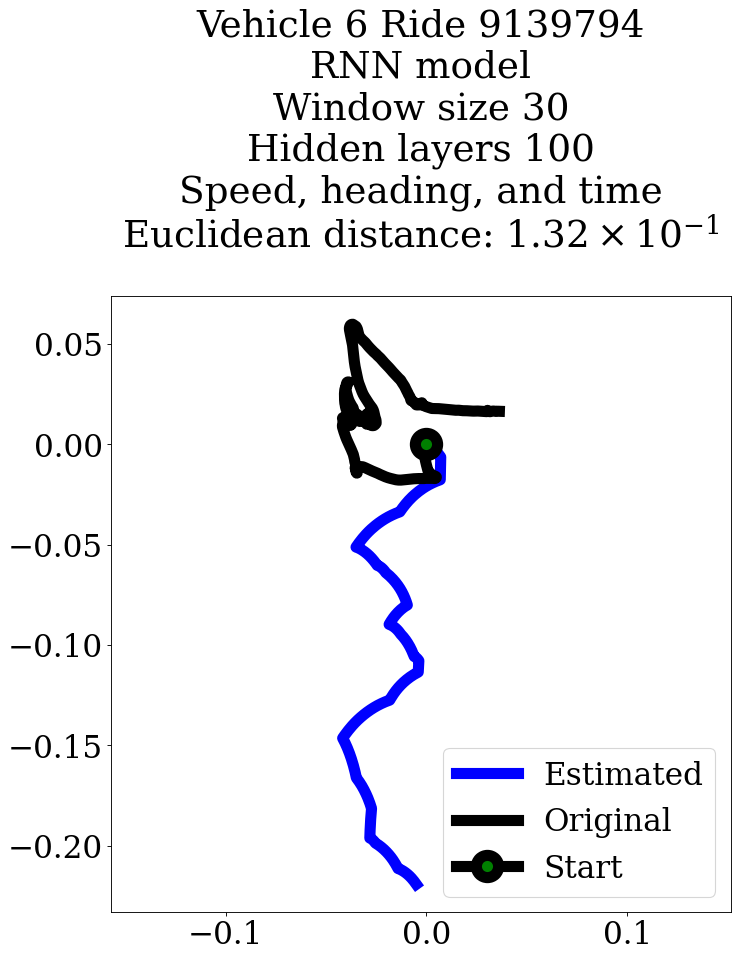 Vehicle 6 Ride 9139794
RNN model
Window size 30
Hidden layers 100
Speed, heading, and time
Euclidean distance: 1.32 × 10⁻¹
0.05
0.00
−0.05
−0.10
−0.15
−0.20
Estimated
Original
Start
−0.1 0.0 0.1